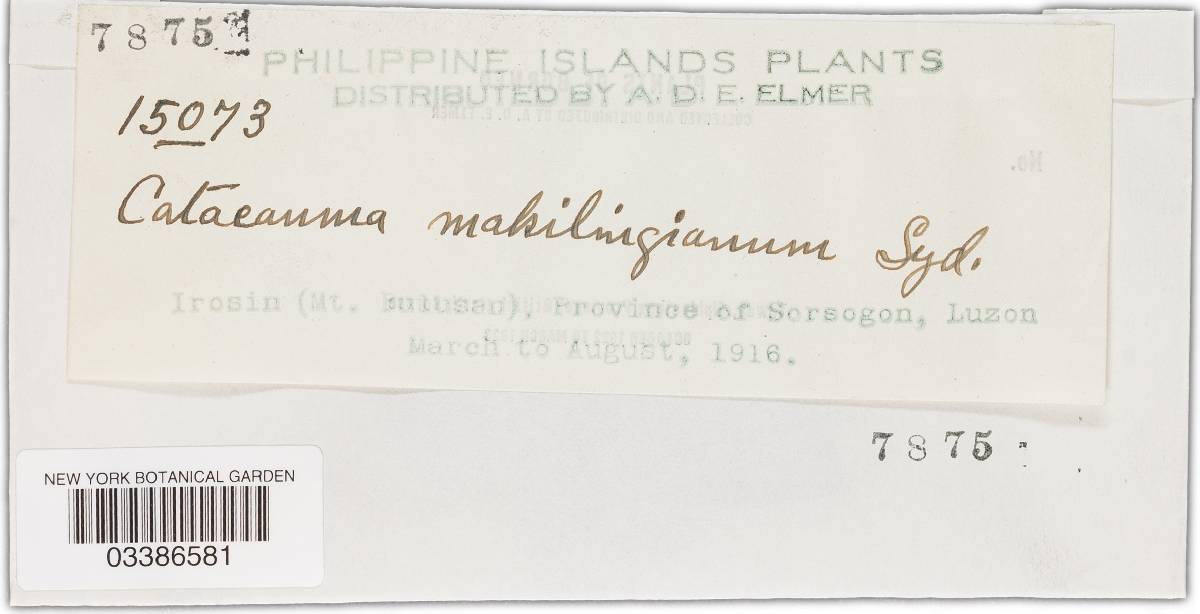 7875
PHILIPPINE ISLANDS PLANTS
DISTRIBUTED BY A. D. E. ELMER
15073
Catacauma makilingianum Syd.
Irosin (Mt. Bulusan), Province of Sorsogon, Luzon
March to August, 1916.
7875
NEW YORK BOTANICAL GARDEN
03386581